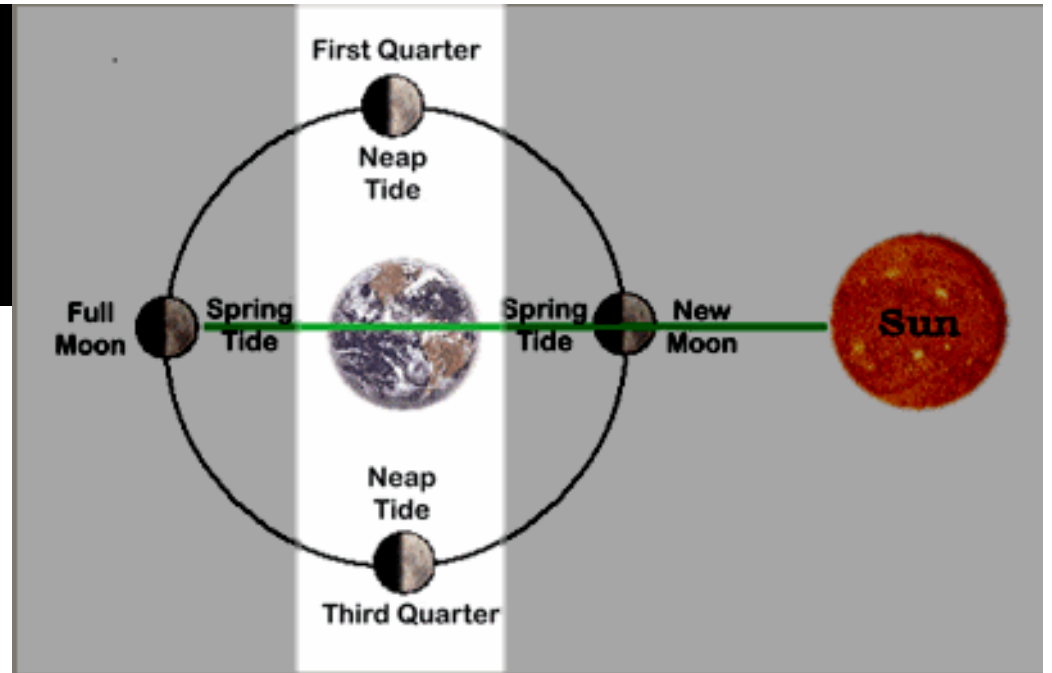 First Quarter
Neap
Tide
Full
Moon
Spring
Tide
Spring
Tide
New
Moon
Sun
Neap
Tide
Third Quarter